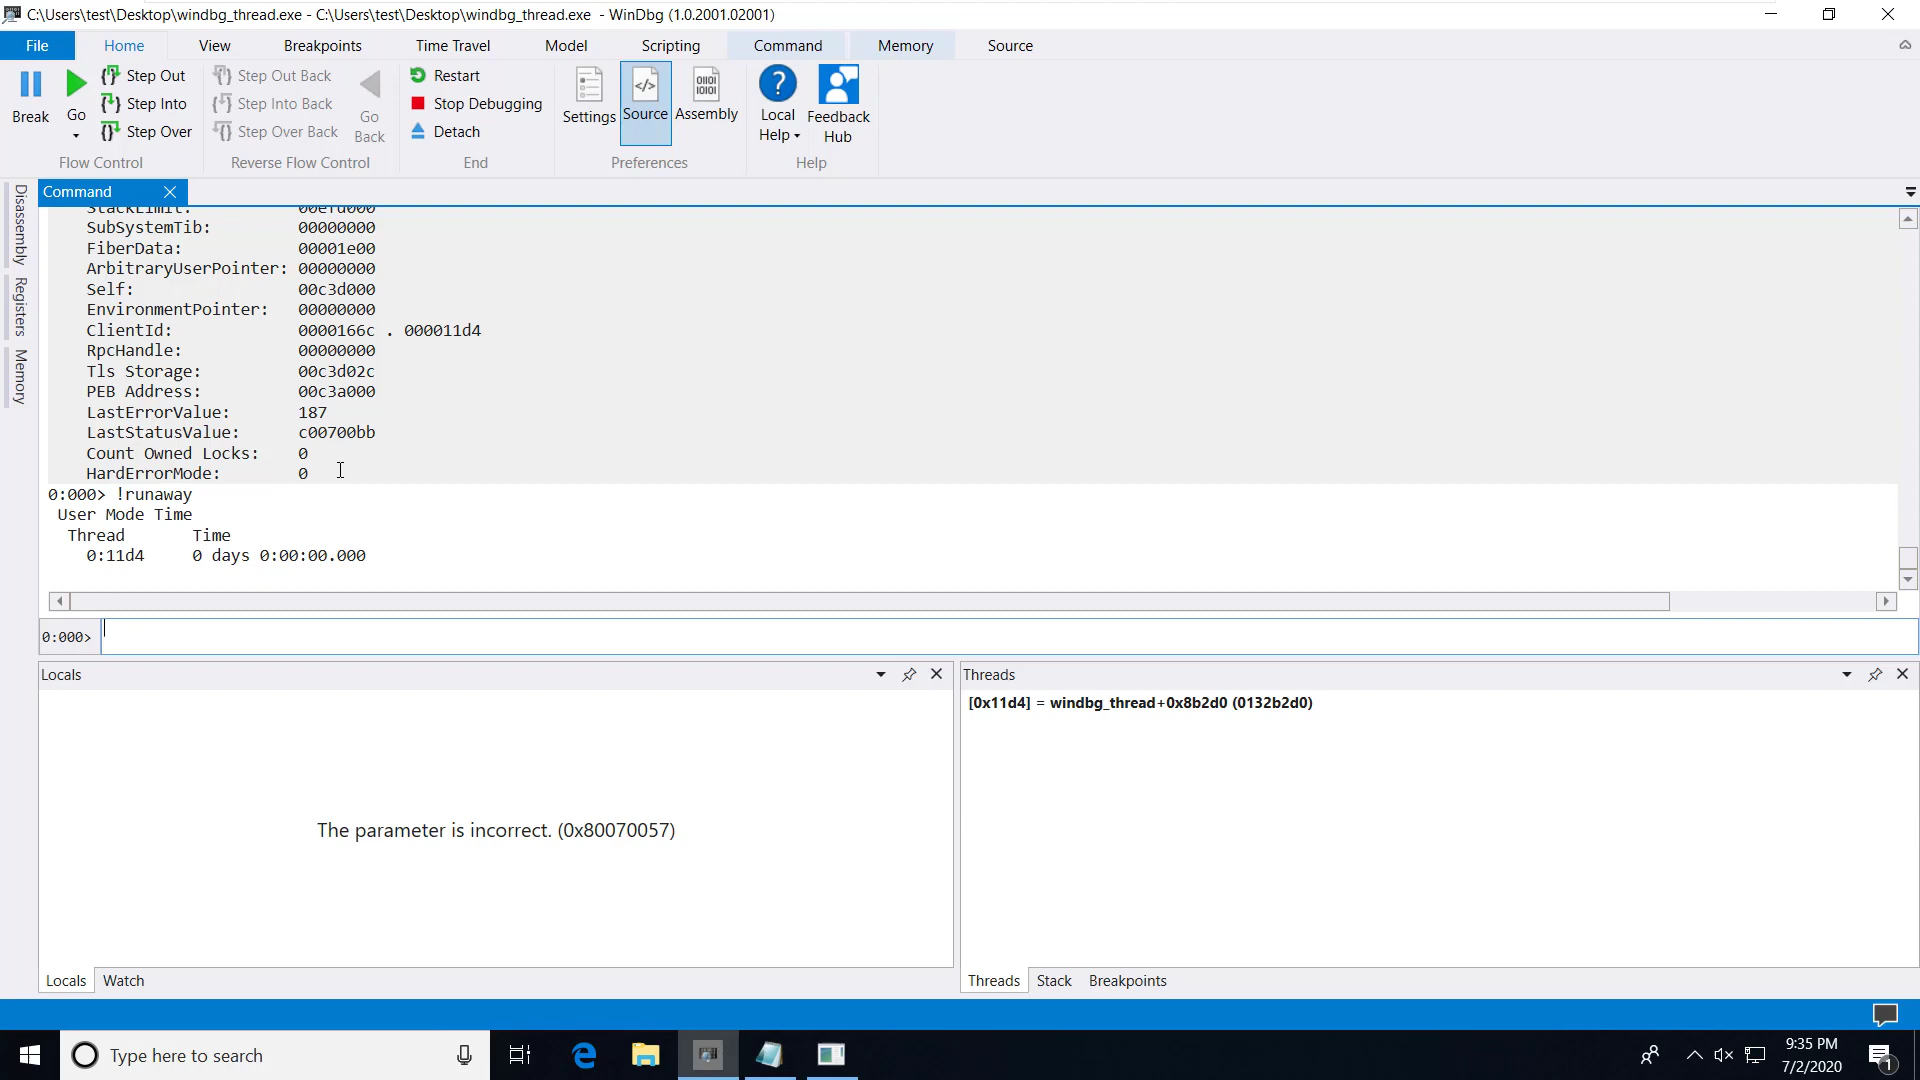 C:\Users\test\Desktop\windbg_thread.exe - C:\Users\test\Desktop\windbg_thread.exe - WinDbg (1.0.2001.02001)
File Home View Breakpoints Time Travel Model Scripting Command Memory Source
Break
Go
Step Out
Step Into
Step Over
Flow Control
Step Out Back
Step Into Back
Step Over Back
Go Back
Reverse Flow Control
Restart
Stop Debugging
Detach
End
Settings
Source
Assembly
Preferences
Local Help
Feedback Hub
Help
Disassembly
Registers
Memory
Command
StackLimit: 00efd000
SubSystemTib: 00000000
FiberData: 00001e00
ArbitraryUserPointer: 00000000
Self: 00c3d000
EnvironmentPointer: 00000000
ClientId: 0000166c . 000011d4
RpcHandle: 00000000
Tls Storage: 00c3d02c
PEB Address: 00c3a000
LastErrorValue: 187
LastStatusValue: c00700bb
Count Owned Locks: 0
HardErrorMode: 0
0:000> !runaway
User Mode Time
Thread Time
0:11d4 0 days 0:00:00.000
0:000>
Locals
The parameter is incorrect. (0x80070057)
Locals Watch
Threads
[0x11d4] = windbg_thread+0x8b2d0 (0132b2d0)
Threads Stack Breakpoints
Type here to search
9:35 PM
7/2/2020
1